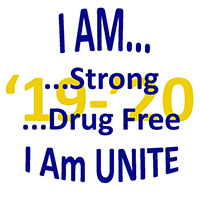 I AM...
...Strong
‘19-‘20
...Drug Free
I Am UNITE